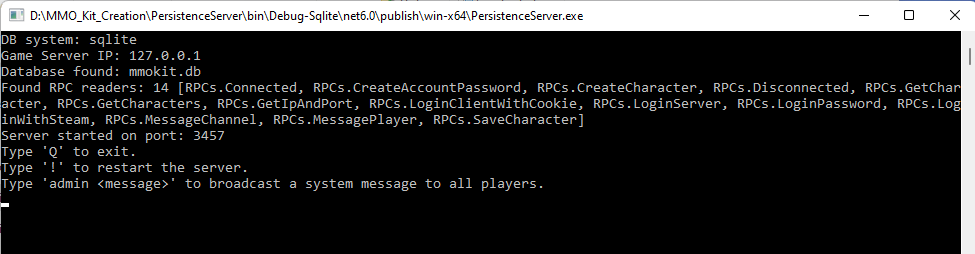 D:\MMO_Kit_Creation\PersistenceServer\bin\Debug-Sqlite\net6.0\publish\win-x64\PersistenceServer.exe
DB system: sqlite
Game Server IP: 127.0.0.1
Database found: mmokit.db
Found RPC readers: 14 [RPCs.Connected, RPCs.CreateAccountPassword, RPCs.CreateCharacter, RPCs.Disconnected, RPCs.GetChar
acter, RPCs.GetCharacters, RPCs.GetIpAndPort, RPCs.LoginClientWithCookie, RPCs.LoginServer, RPCs.LoginPassword, RPCs.Log
inWithSteam, RPCs.MessageChannel, RPCs.MessagePlayer, RPCs.SaveCharacter]
Server started on port: 3457
Type 'Q' to exit.
Type '!' to restart the server.
Type 'admin <message>' to broadcast a system message to all players.